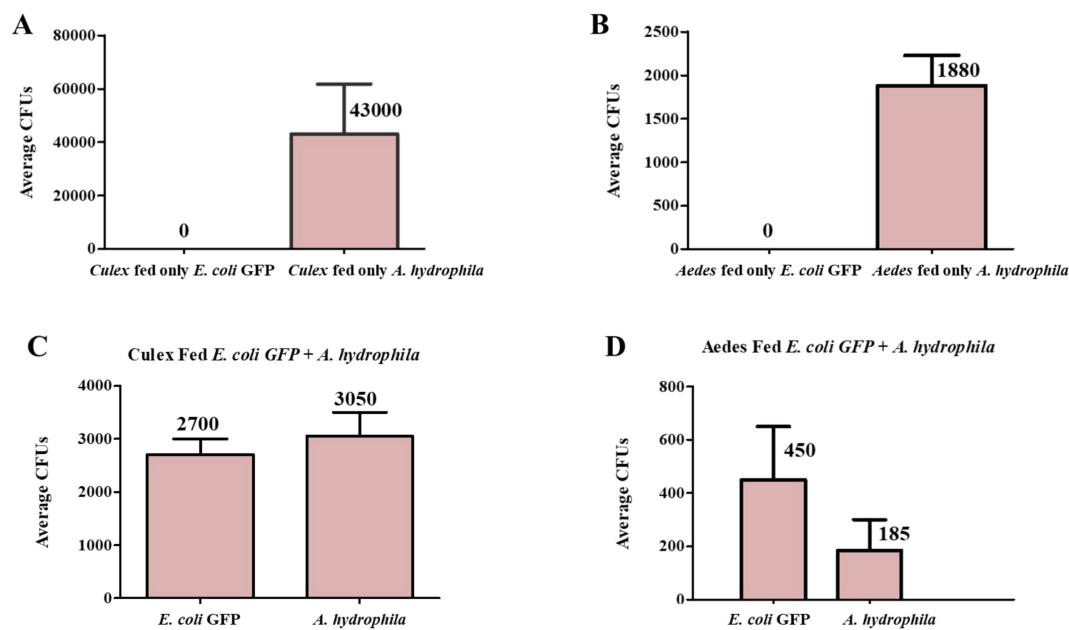 A
80000
60000
40000
20000
0
Average CFUs
0
43000
Culex fed only E. coli GFP
Culex fed only A. hydrophila
B
2500
2000
1500
1000
500
0
Average CFUs
0
1880
Aedes fed only E. coli GFP
Aedes fed only A. hydrophila
C
Culex Fed E. coli GFP + A. hydrophila
4000
3000
2000
1000
0
Average CFUs
2700
3050
E. coli GFP
A. hydrophila
D
Aedes Fed E. coli GFP + A. hydrophila
800
600
400
200
0
Average CFUs
450
185
E. coli GFP
A. hydrophila